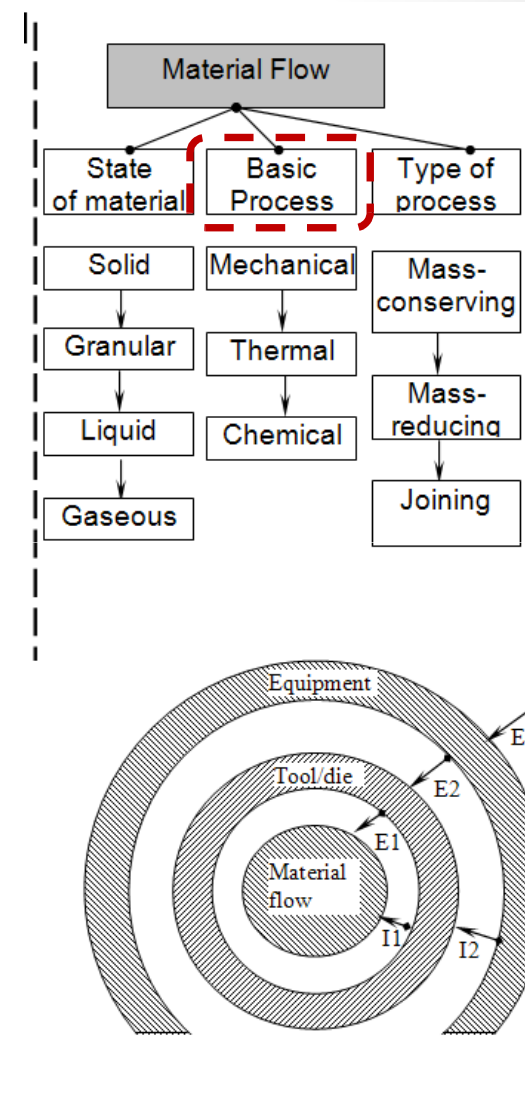 Material Flow
State
of material
Basic
Process
Type of
process
Solid
Mechanical
Mass-
conserving
Granular
Thermal
Mass-
reducing
Liquid
Chemical
Joining
Gaseous
Equipment
E
Tool/die
E2
E1
Material
flow
I1
I2